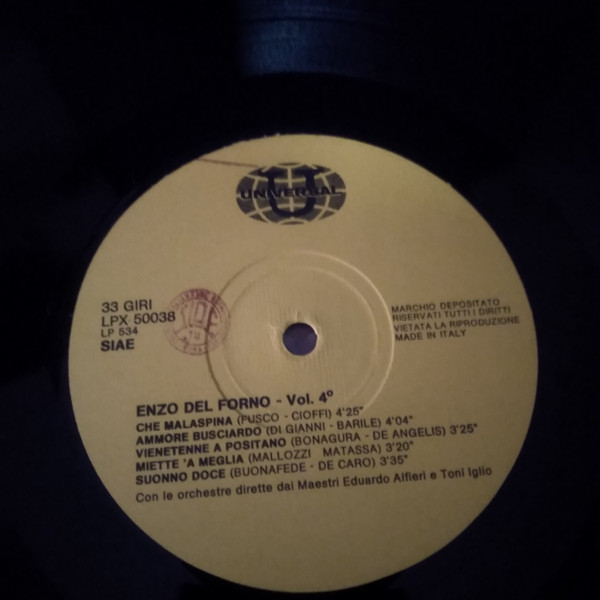 U
UNIVERSAL
33 GIRI
LPX 50038
LP 534
SIAE
MARCHIO DEPOSITATO
RISERVATI TUTTI I DIRITTI
VIETATA LA RIPRODUZIONE
MADE IN ITALY
ENZO DEL FORNO - Vol. 4º
CHE MALASPINA (FUSCO - CIOFFI) 4'25"
AMMORE BUSCIARDO (DI GIANNI - BARILE) 4'04"
VIENETENNE A POSITANO (BONAGURA - DE ANGELIS) 3'25"
MIETTE 'A MEGLIA (MALLOZZI MATASSA) 3'20"
SUONNO DOCE (BUONAFEDE - DE CARO) 3'35"
Con le orchestre dirette dai Maestri Eduardo Alfieri e Toni Iglio